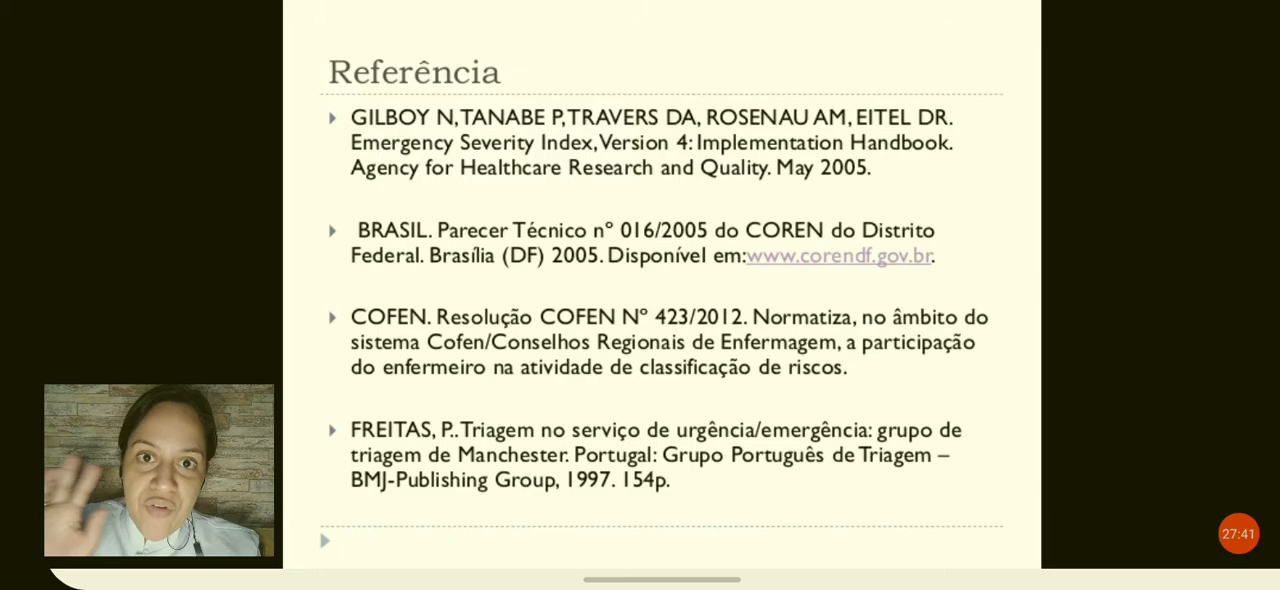 Referência
GILBOY N, TANABE P, TRAVERS DA, ROSENAU AM, EITEL DR.
Emergency Severity Index, Version 4: Implementation Handbook.
Agency for Healthcare Research and Quality. May 2005.
BRASIL. Parecer Técnico nº 016/2005 do COREN do Distrito
Federal. Brasília (DF) 2005. Disponível em:www.corendf.gov.br.
COFEN. Resolução COFEN Nº 423/2012. Normatiza, no âmbito do
sistema Cofen/Conselhos Regionais de Enfermagem, a participação
do enfermeiro na atividade de classificação de riscos.
FREITAS, P.. Triagem no serviço de urgência/emergência: grupo de
triagem de Manchester. Portugal: Grupo Português de Triagem –
BMJ-Publishing Group, 1997. 154p.
27:41